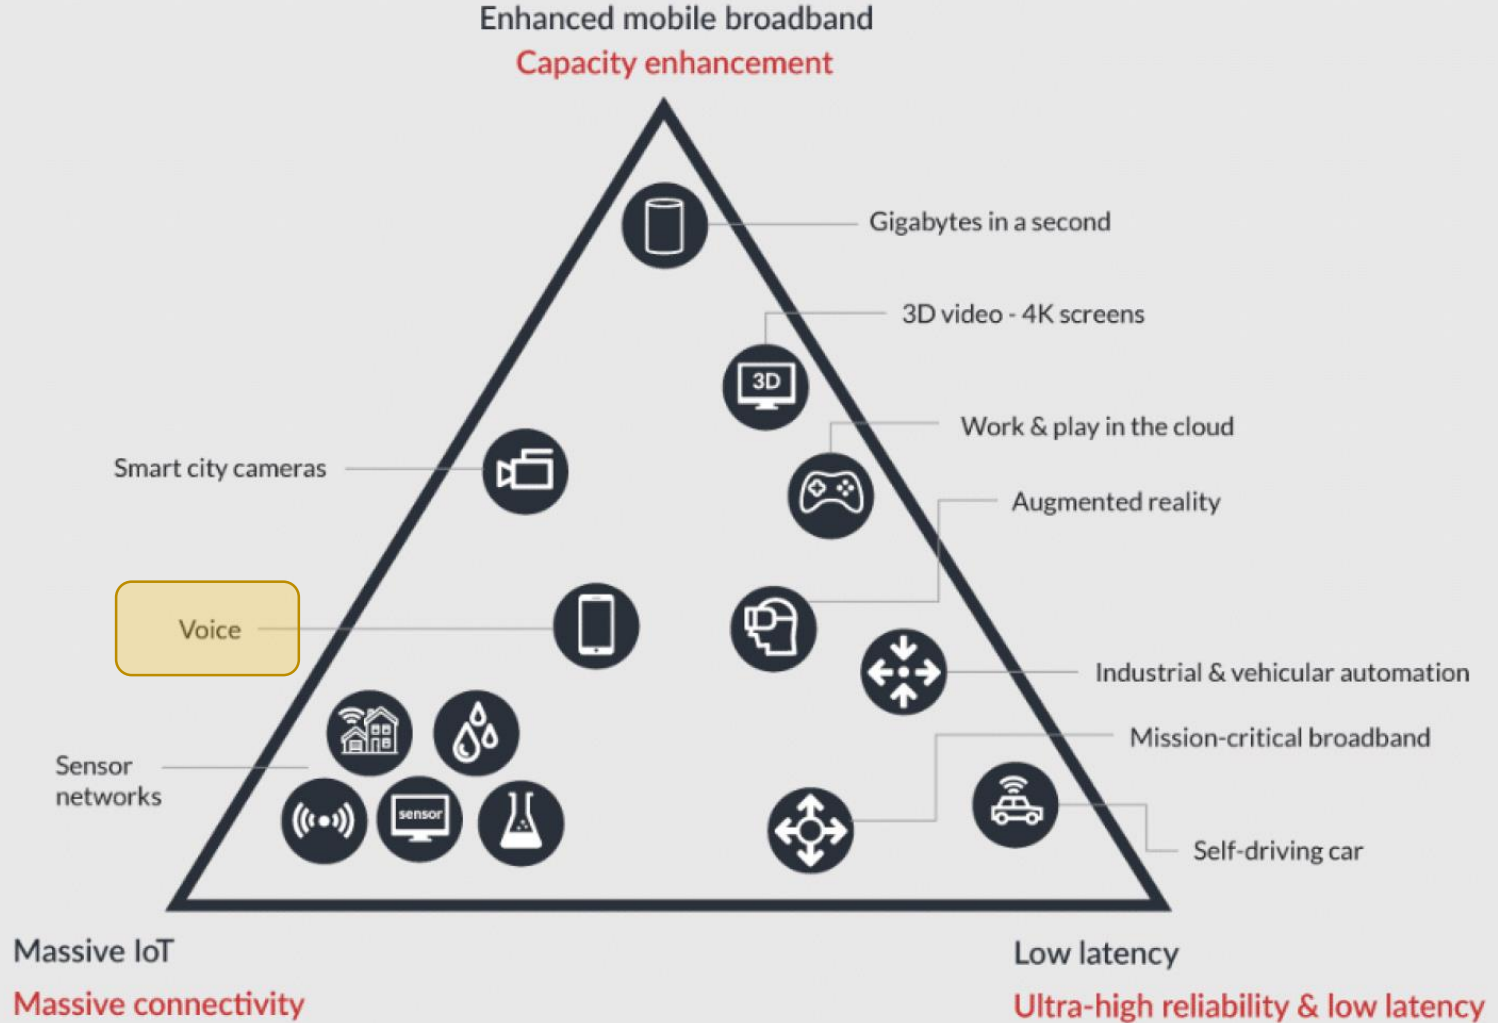 Enhanced mobile broadband
Capacity enhancement
Gigabytes in a second
3D video - 4K screens
3D
Work & play in the cloud
Smart city cameras
Augmented reality
Voice
Industrial & vehicular automation
Mission-critical broadband
Sensor
networks
sensor
Self-driving car
Massive IoT
Massive connectivity
Low latency
Ultra-high reliability & low latency